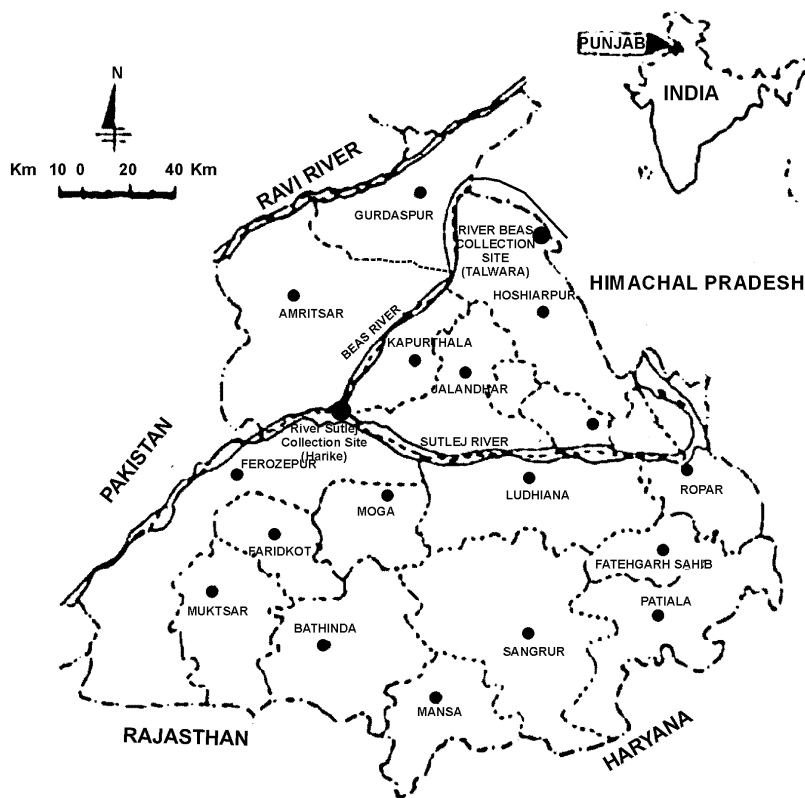 PUNJAB
INDIA
N
Km 10 0 20 40 Km
RAVI RIVER
GURDASPUR
RIVER BEAS
COLLECTION
SITE
(TALWARA)
HIMACHAL PRADESH
HOSHIARPUR
AMRITSAR
BEAS RIVER
KAPURTHALA
JALANDHAR
River Sutlej
Collection Site
(Harike)
SUTLEJ RIVER
PAKISTAN
FEROZEPUR
LUDHIANA
ROPAR
MOGA
FARIDKOT
FATEHGARH SAHIB
MUKTSAR
PATIALA
BATHINDA
SANGRUR
MANSA
RAJASTHAN
HARYANA